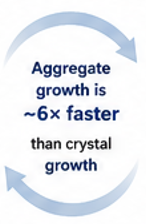 Aggregate
growth is
~6× faster
than crystal
growth